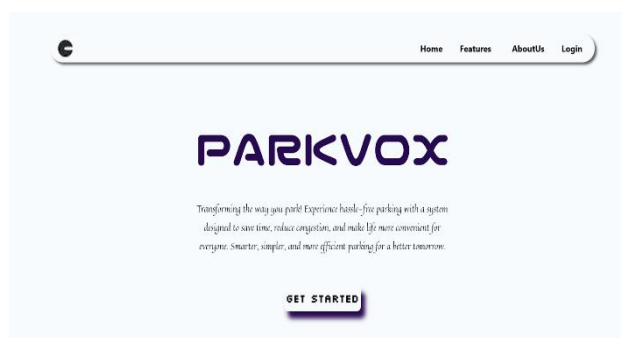 Home Features AboutUs Login
PARKVOX
Transforming the way you park! Experience hassle-free parking with a system
designed to save time, reduce congestion, and make life more convenient for
everyone. Smarter, simpler, and more efficient parking for a better tomorrow.
GET STARTED